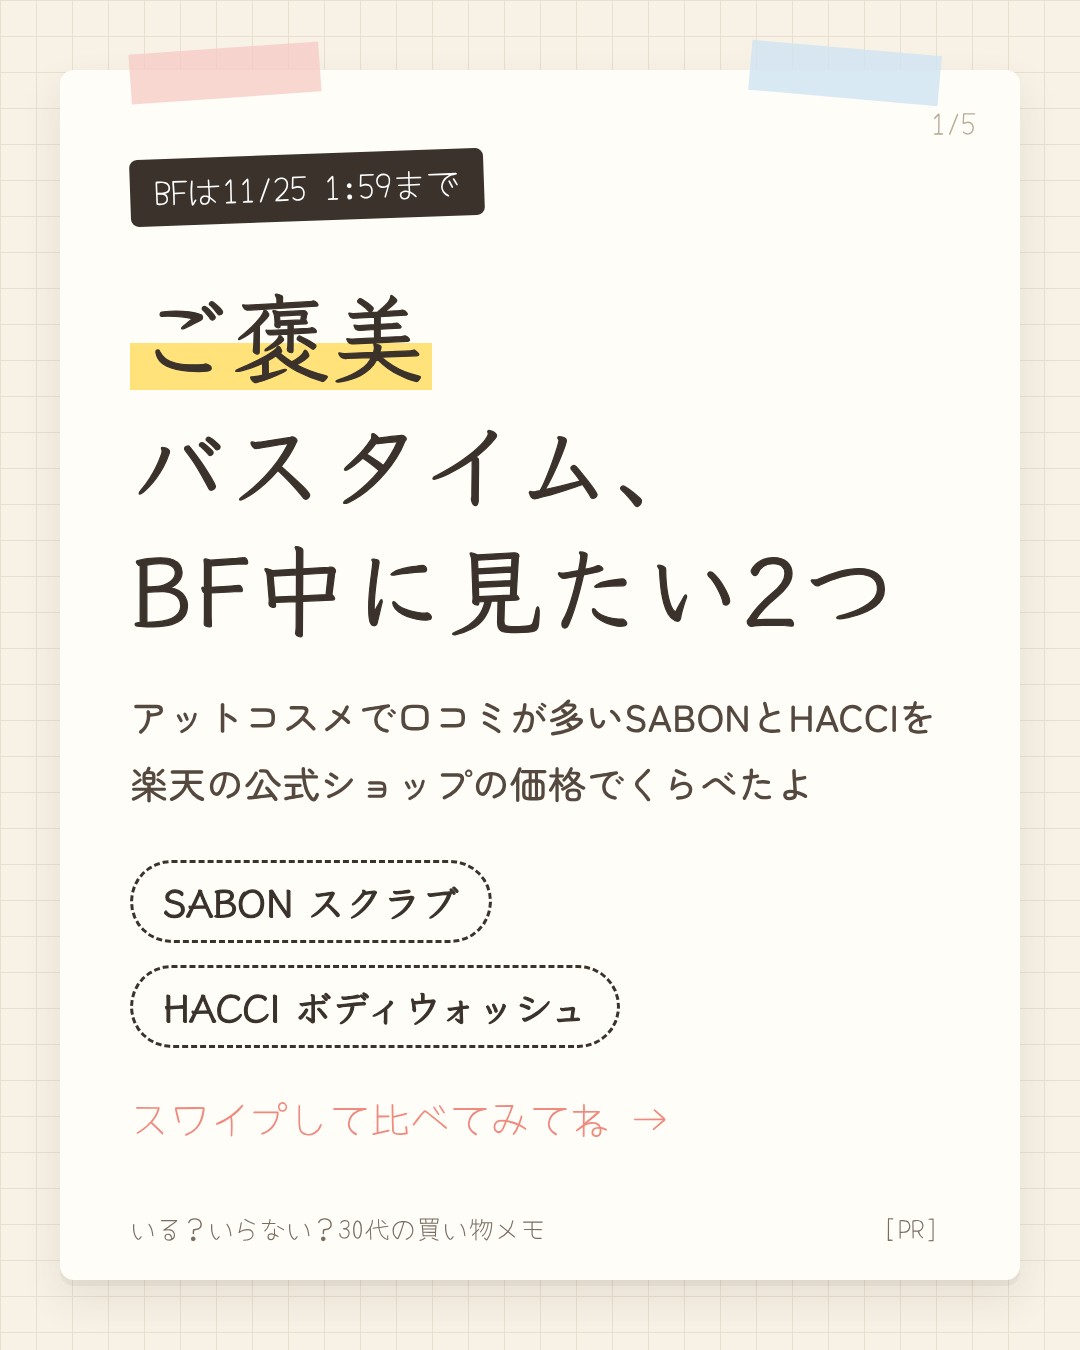 1/5
BFは11/25 1:59まで
ご褒美
バスタイム、
BF中に見たい2つ
アットコスメで口コミが多いSABONとHACCIを
楽天の公式ショップの価格でくらべたよ
SABON スクラブ
HACCI ボディウォッシュ
スワイプして比べてみてね →
いる？いらない？30代の買い物メモ
[PR]